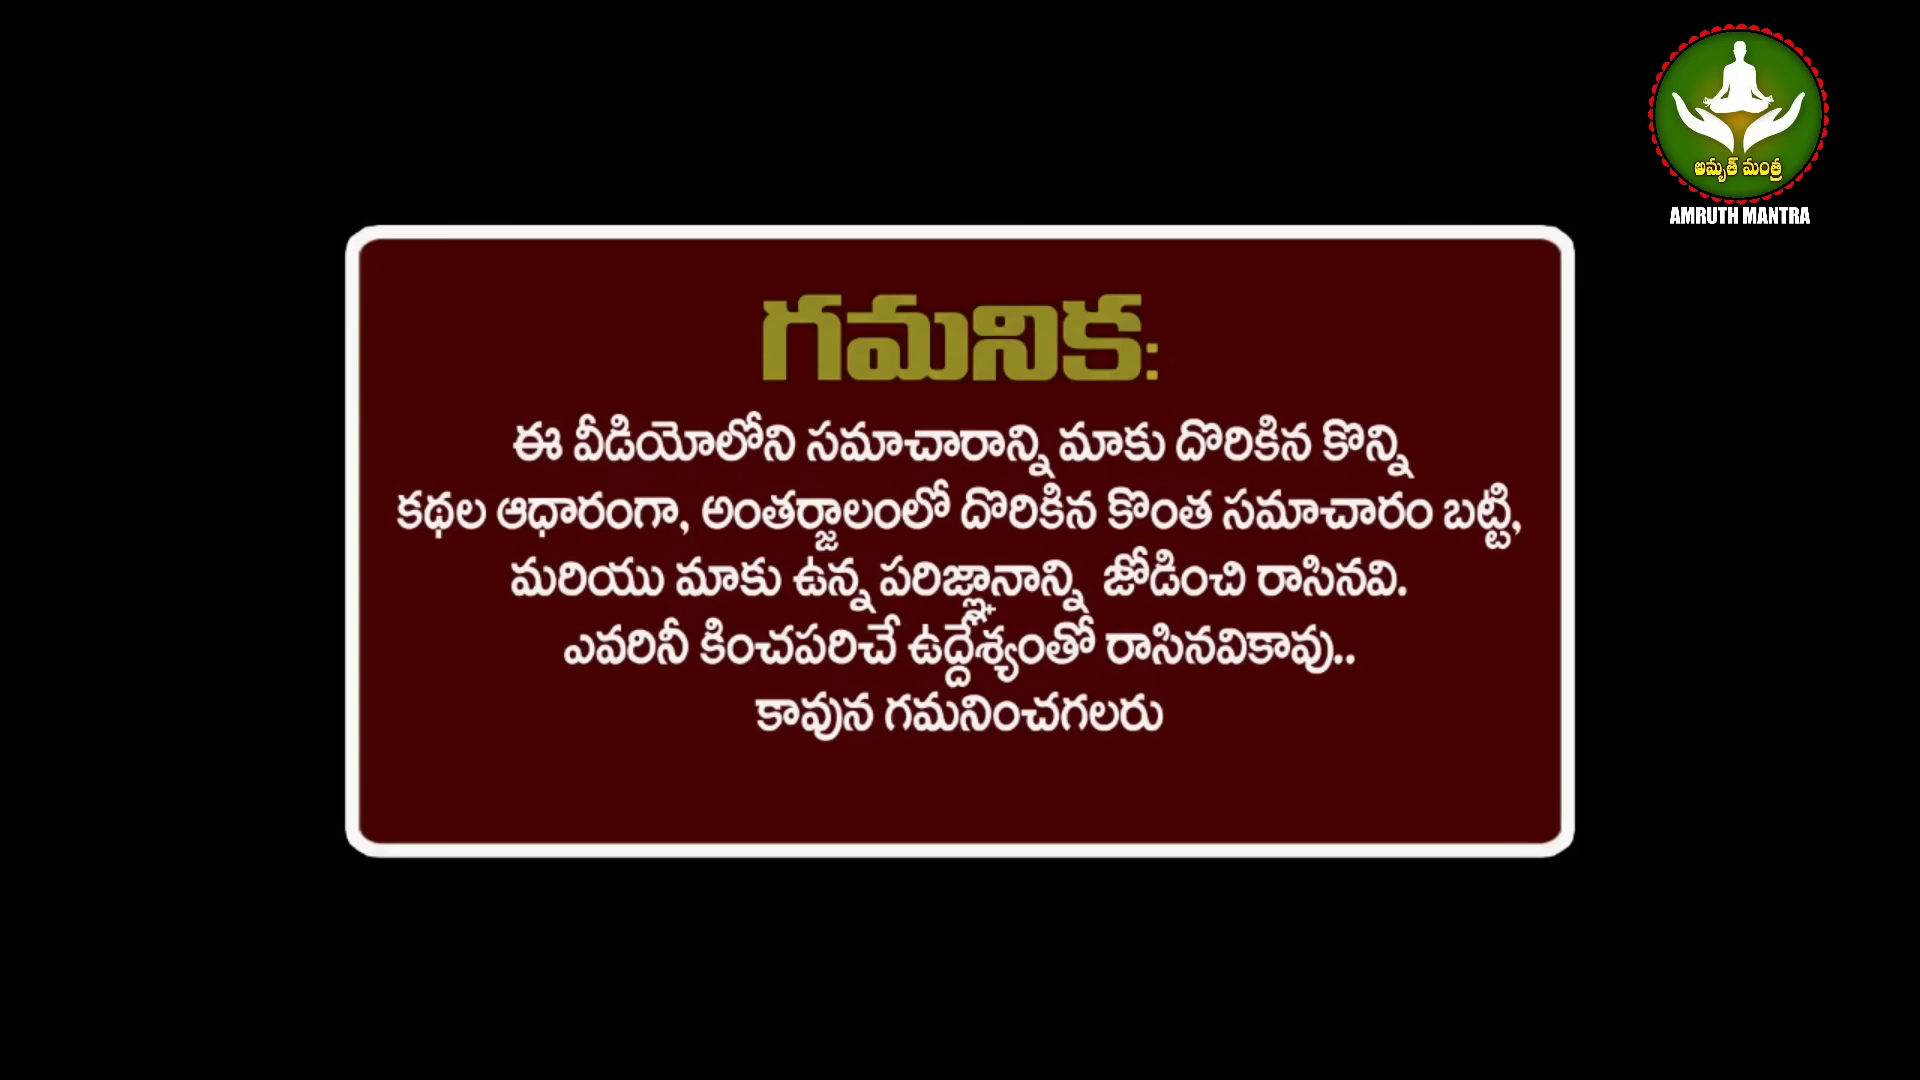 అమృత్ మంత్ర
AMRUTH MANTRA
గమనిక:
ఈ వీడియోలోని సమాచారాన్ని మాకు దొరికిన కొన్ని
కథల ఆధారంగా, అంతర్జాలంలో దొరికిన కొంత సమాచారం బట్టి,
మరియు మాకు ఉన్న పరిజ్ఞానాన్ని జోడించి రాసినవి.
ఎవరినీ కించపరిచే ఉద్దేశ్యంతో రాసినవికావు..
కావున గమనించగలరు